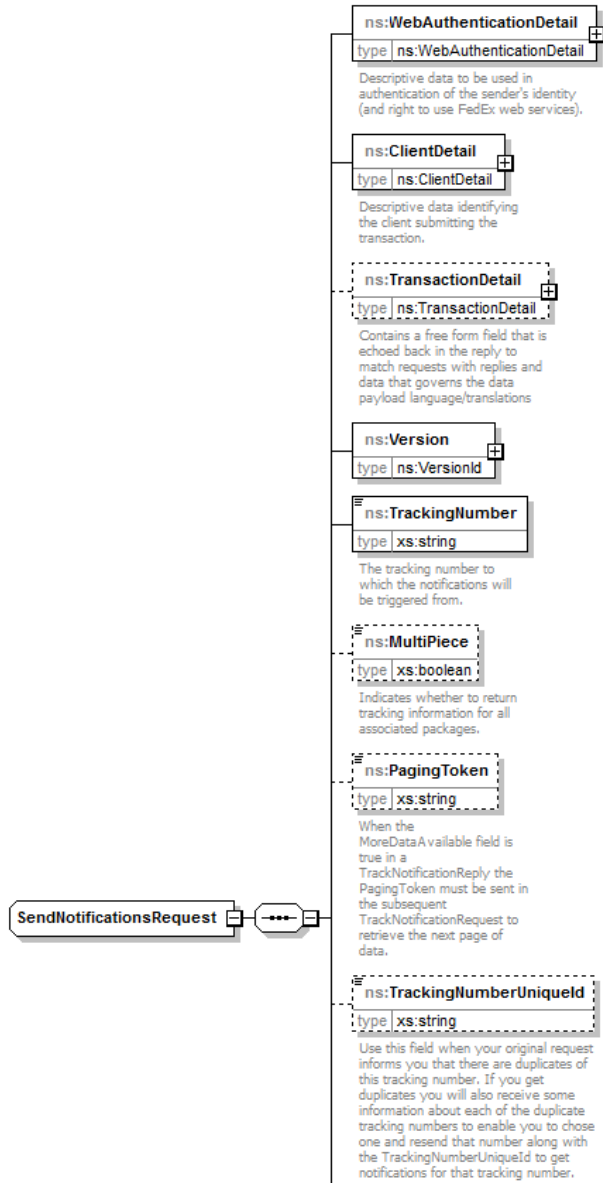 ns:WebAuthenticationDetail
type ns:WebAuthenticationDetail
Descriptive data to be used in
authentication of the sender's identity
(and right to use FedEx web services).
ns:ClientDetail
type ns:ClientDetail
Descriptive data identifying
the client submitting the
transaction.
ns:TransactionDetail
type ns:TransactionDetail
Contains a free form field that is
echoed back in the reply to
match requests with replies and
data that governs the data
payload language/translations
ns:Version
type ns:VersionId
ns:TrackingNumber
type xs:string
The tracking number to
which the notifications will
be triggered from.
ns:MultiPiece
type xs:boolean
Indicates whether to return
tracking information for all
associated packages.
ns:PagingToken
type xs:string
When the
MoreDataAvailable field is
true in a
TrackNotificationReply the
PagingToken must be sent in
the subsequent
TrackNotificationRequest to
retrieve the next page of
data.
SendNotificationsRequest
ns:TrackingNumberUniqueId
type xs:string
Use this field when your original request
informs you that there are duplicates of
this tracking number. If you get
duplicates you will also receive some
information about each of the duplicate
tracking numbers to enable you to chose
one and resend that number along with
the TrackingNumberUniqueId to get
notifications for that tracking number.